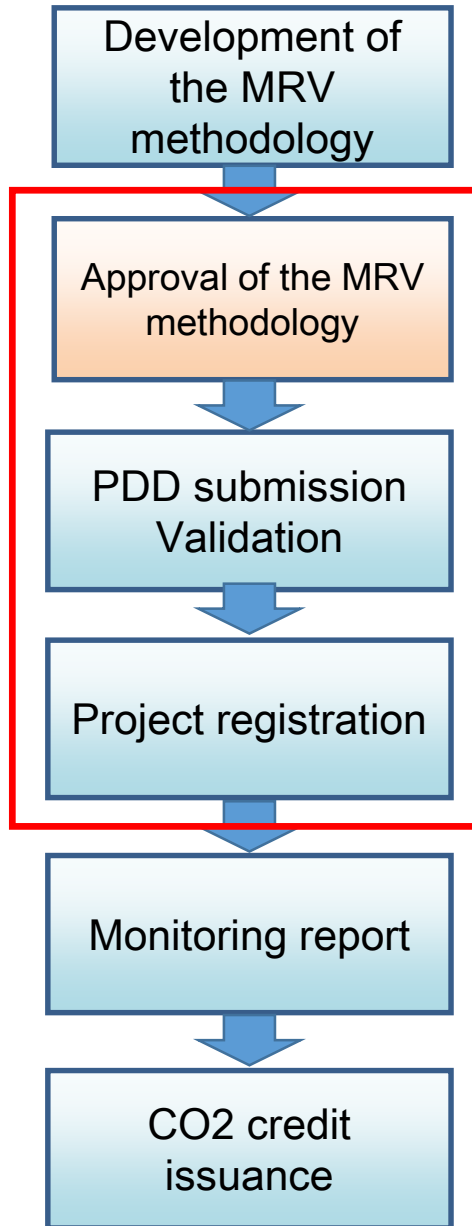 Development of
the MRV
methodology
Approval of the MRV
methodology
PDD submission
Validation
Project registration
Monitoring report
CO2 credit
issuance